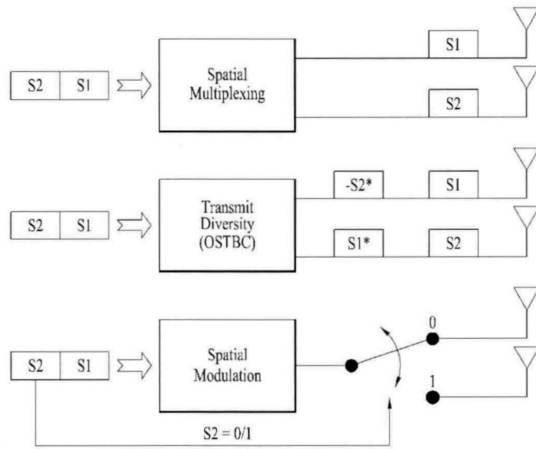 S2 S1
Spatial
Multiplexing
S1
S2
S2 S1
Transmit
Diversity
(OSTBC)
-S2* S1
S1* S2
S2 S1
Spatial
Modulation
0
1
S2 = 0/1